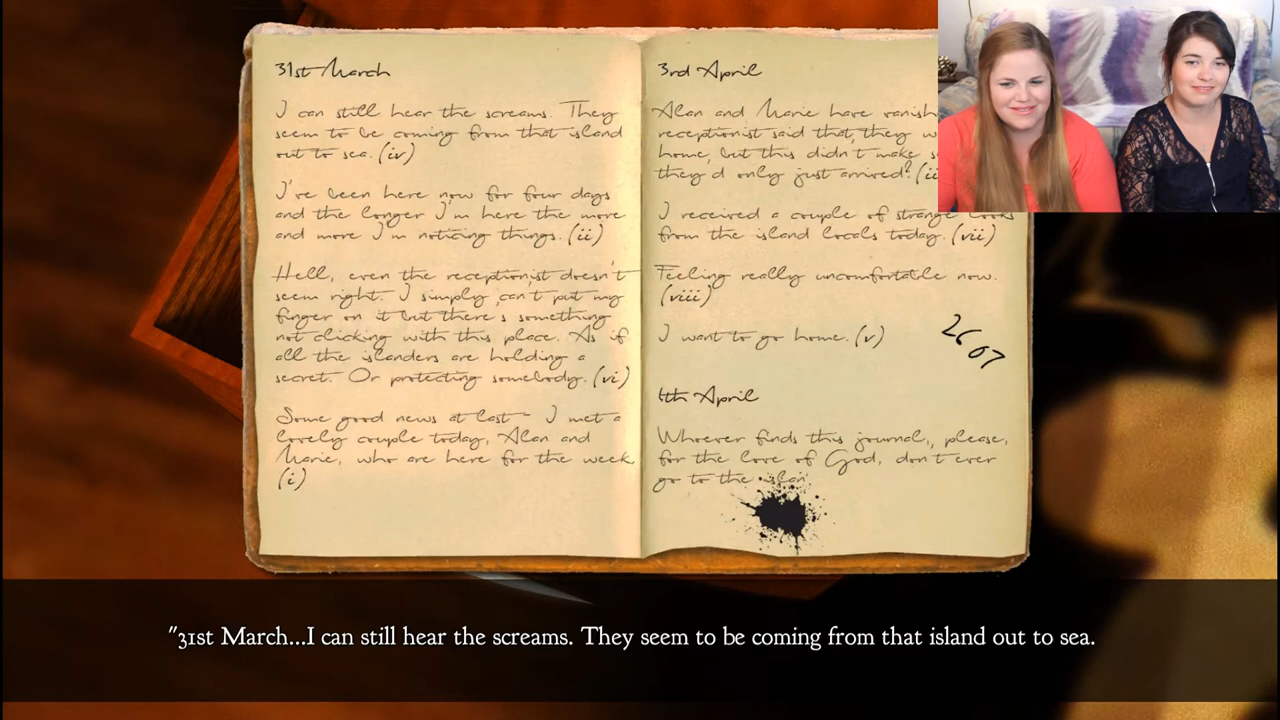 31st March
I can still hear the screams. They
seem to be coming from that island
out to sea. (iv)
I've been here now for four days
and the longer I'm here the more
and more I'm noticing things. (ii)
Hell, even the receptionist doesn't
seem right. I simply can't put my
finger on it but there's something
not clicking with this place. As if
all the islanders are holding a
secret. Or protecting somebody. (vi)
Some good news at last - I met a
lovely couple today, Alan and
Marie, who are here for the week
(i)
3rd April
Alan and Marie have vanish
receptionist said that they w
home, but this didn't make s
they'd only just arrived? (ii
I received a couple of strange looks
from the island locals today. (vii)
Feeling really uncomfortable now.
(viii)
I want to go home. (v)
2607
6th April
Whoever finds this journal, please,
for the love of God, don't ever
go to the islan
"31st March...I can still hear the screams. They seem to be coming from that island out to sea.